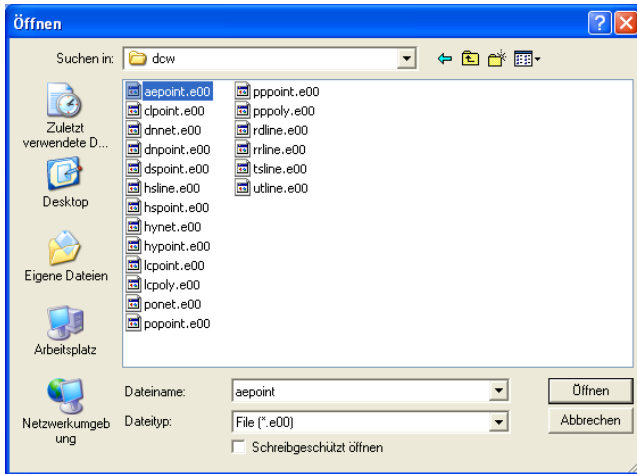 Öffnen
Suchen in: dcw
Zuletzt
verwendete D...
Desktop
Eigene Dateien
Arbeitsplatz
Netzwerkumgeb
ung
aepoint.e00
clpoint.e00
dnnet.e00
dnpoint.e00
dspoint.e00
hsline.e00
hspoint.e00
hynet.e00
hypoint.e00
lcpoint.e00
lcpoly.e00
ponet.e00
popoint.e00
pppoint.e00
pppoly.e00
rdline.e00
rrline.e00
tsline.e00
utline.e00
Dateiname: aepoint Öffnen
Dateityp: File (*.e00) Abbrechen
Schreibgeschützt öffnen